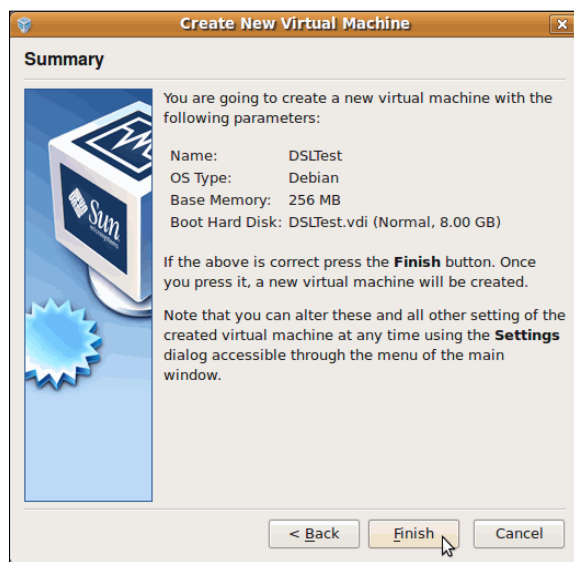 Create New Virtual Machine
Summary
You are going to create a new virtual machine with the
following parameters:
Name: DSLTest
OS Type: Debian
Base Memory: 256 MB
Boot Hard Disk: DSLTest.vdi (Normal, 8.00 GB)
If the above is correct press the Finish button. Once
you press it, a new virtual machine will be created.
Note that you can alter these and all other setting of the
created virtual machine at any time using the Settings
dialog accessible through the menu of the main
window.
Sun
microsystems
< Back
Finish
Cancel